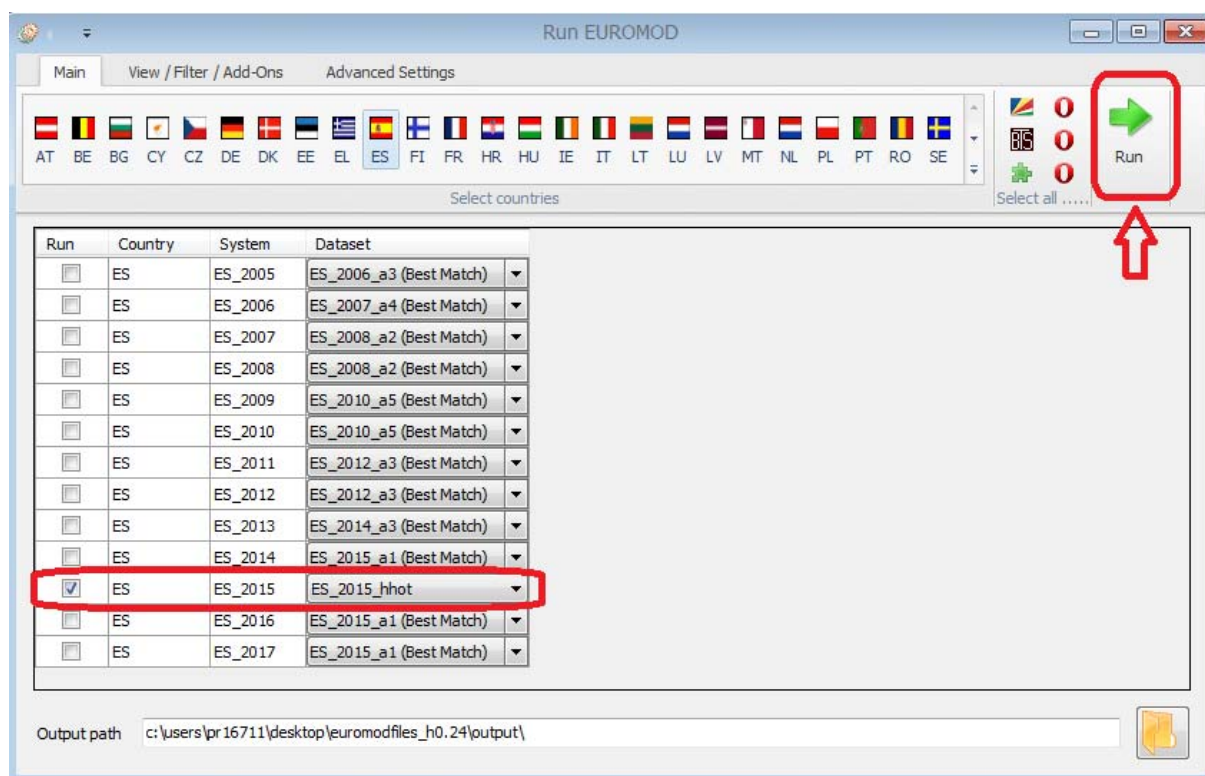 Run EUROMOD
Main View / Filter / Add-Ons Advanced Settings
AT BE BG CY CZ DE DK EE EL ES FI FR HR HU IE IT LT LU LV MT NL PL PT RO SE
BTS
Run
Select countries
Select all .....
Run Country System Dataset
ES ES_2005 ES_2006_a3 (Best Match)
ES ES_2006 ES_2007_a4 (Best Match)
ES ES_2007 ES_2008_a2 (Best Match)
ES ES_2008 ES_2008_a2 (Best Match)
ES ES_2009 ES_2010_a5 (Best Match)
ES ES_2010 ES_2010_a5 (Best Match)
ES ES_2011 ES_2012_a3 (Best Match)
ES ES_2012 ES_2012_a3 (Best Match)
ES ES_2013 ES_2014_a3 (Best Match)
ES ES_2014 ES_2015_a1 (Best Match)
ES ES_2015 ES_2015_hhot
ES ES_2016 ES_2015_a1 (Best Match)
ES ES_2017 ES_2015_a1 (Best Match)
Output path c:\users\pr16711\desktop\euromodfiles_h0.24\output\